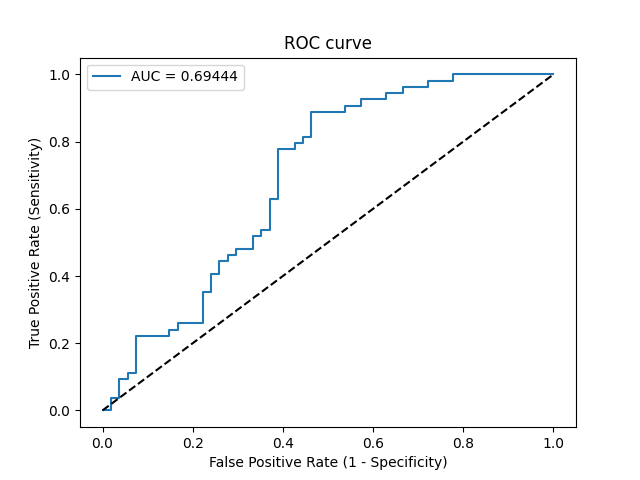 ROC curve
AUC = 0.69444
True Positive Rate (Sensitivity)
1.0
0.8
0.6
0.4
0.2
0.0
0.0 0.2 0.4 0.6 0.8 1.0
False Positive Rate (1 - Specificity)